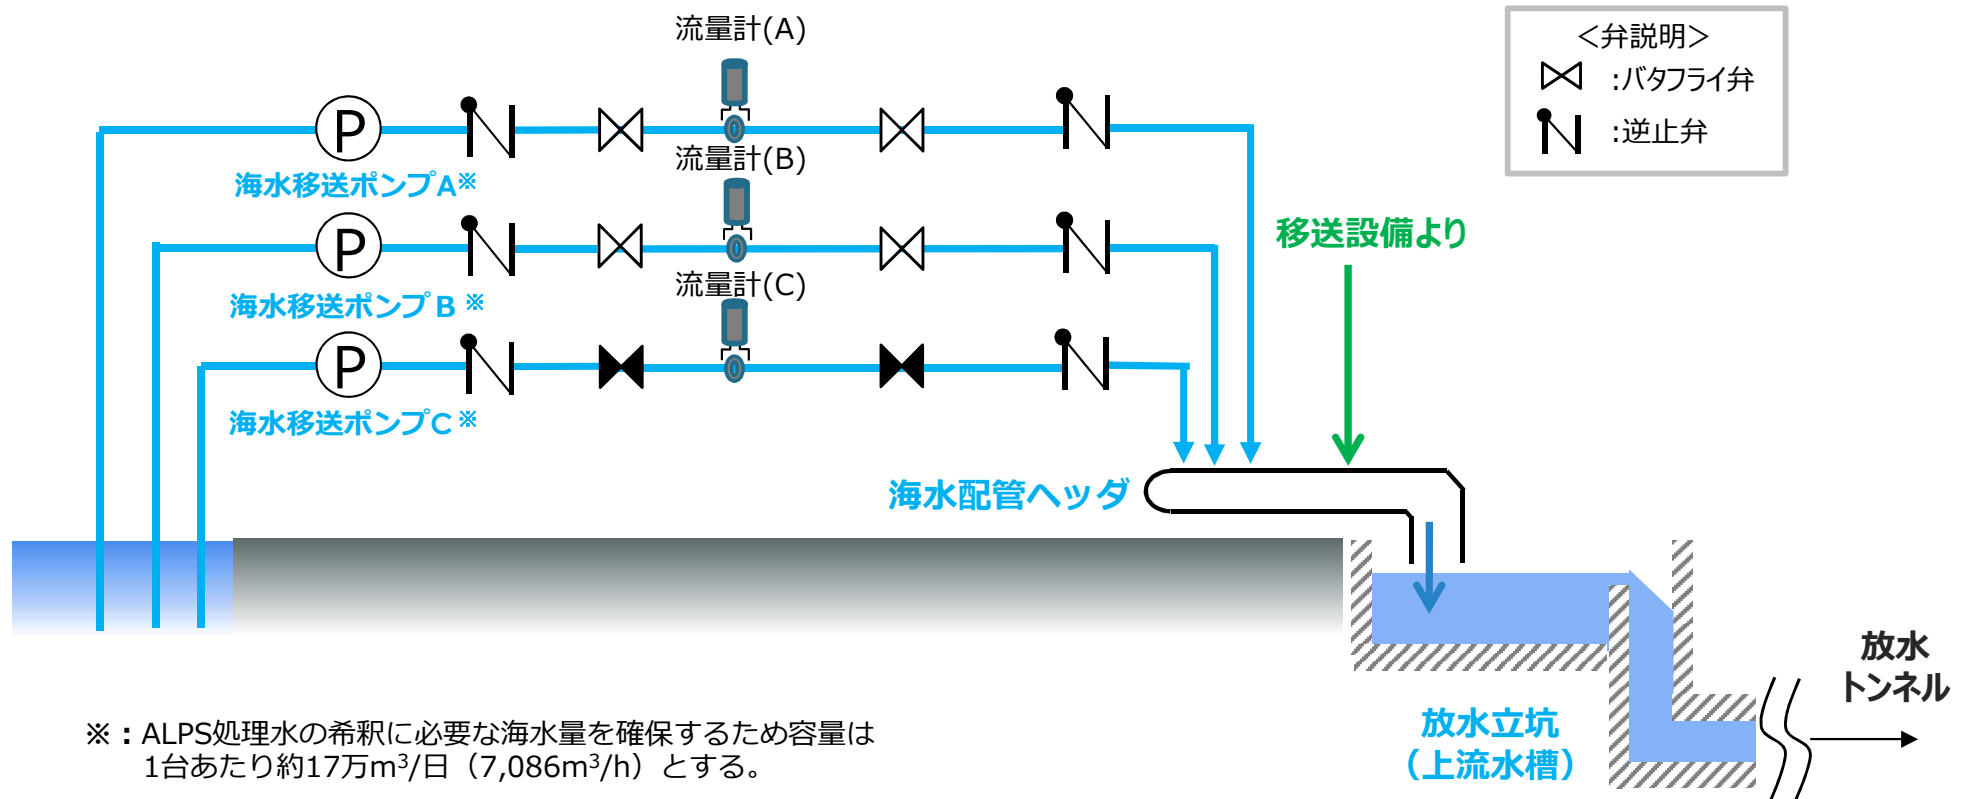 流量計(A)
＜弁説明＞
：バタフライ弁
：逆止弁
P
海水移送ポンプA※
流量計(B)
P
海水移送ポンプB※
移送設備より
流量計(C)
P
海水移送ポンプC※
海水配管ヘッダ
放水
トンネル
放水立坑
（上流水槽）
※：ALPS処理水の希釈に必要な海水量を確保するため容量は
1台あたり約17万m³/日（7,086m³/h）とする。